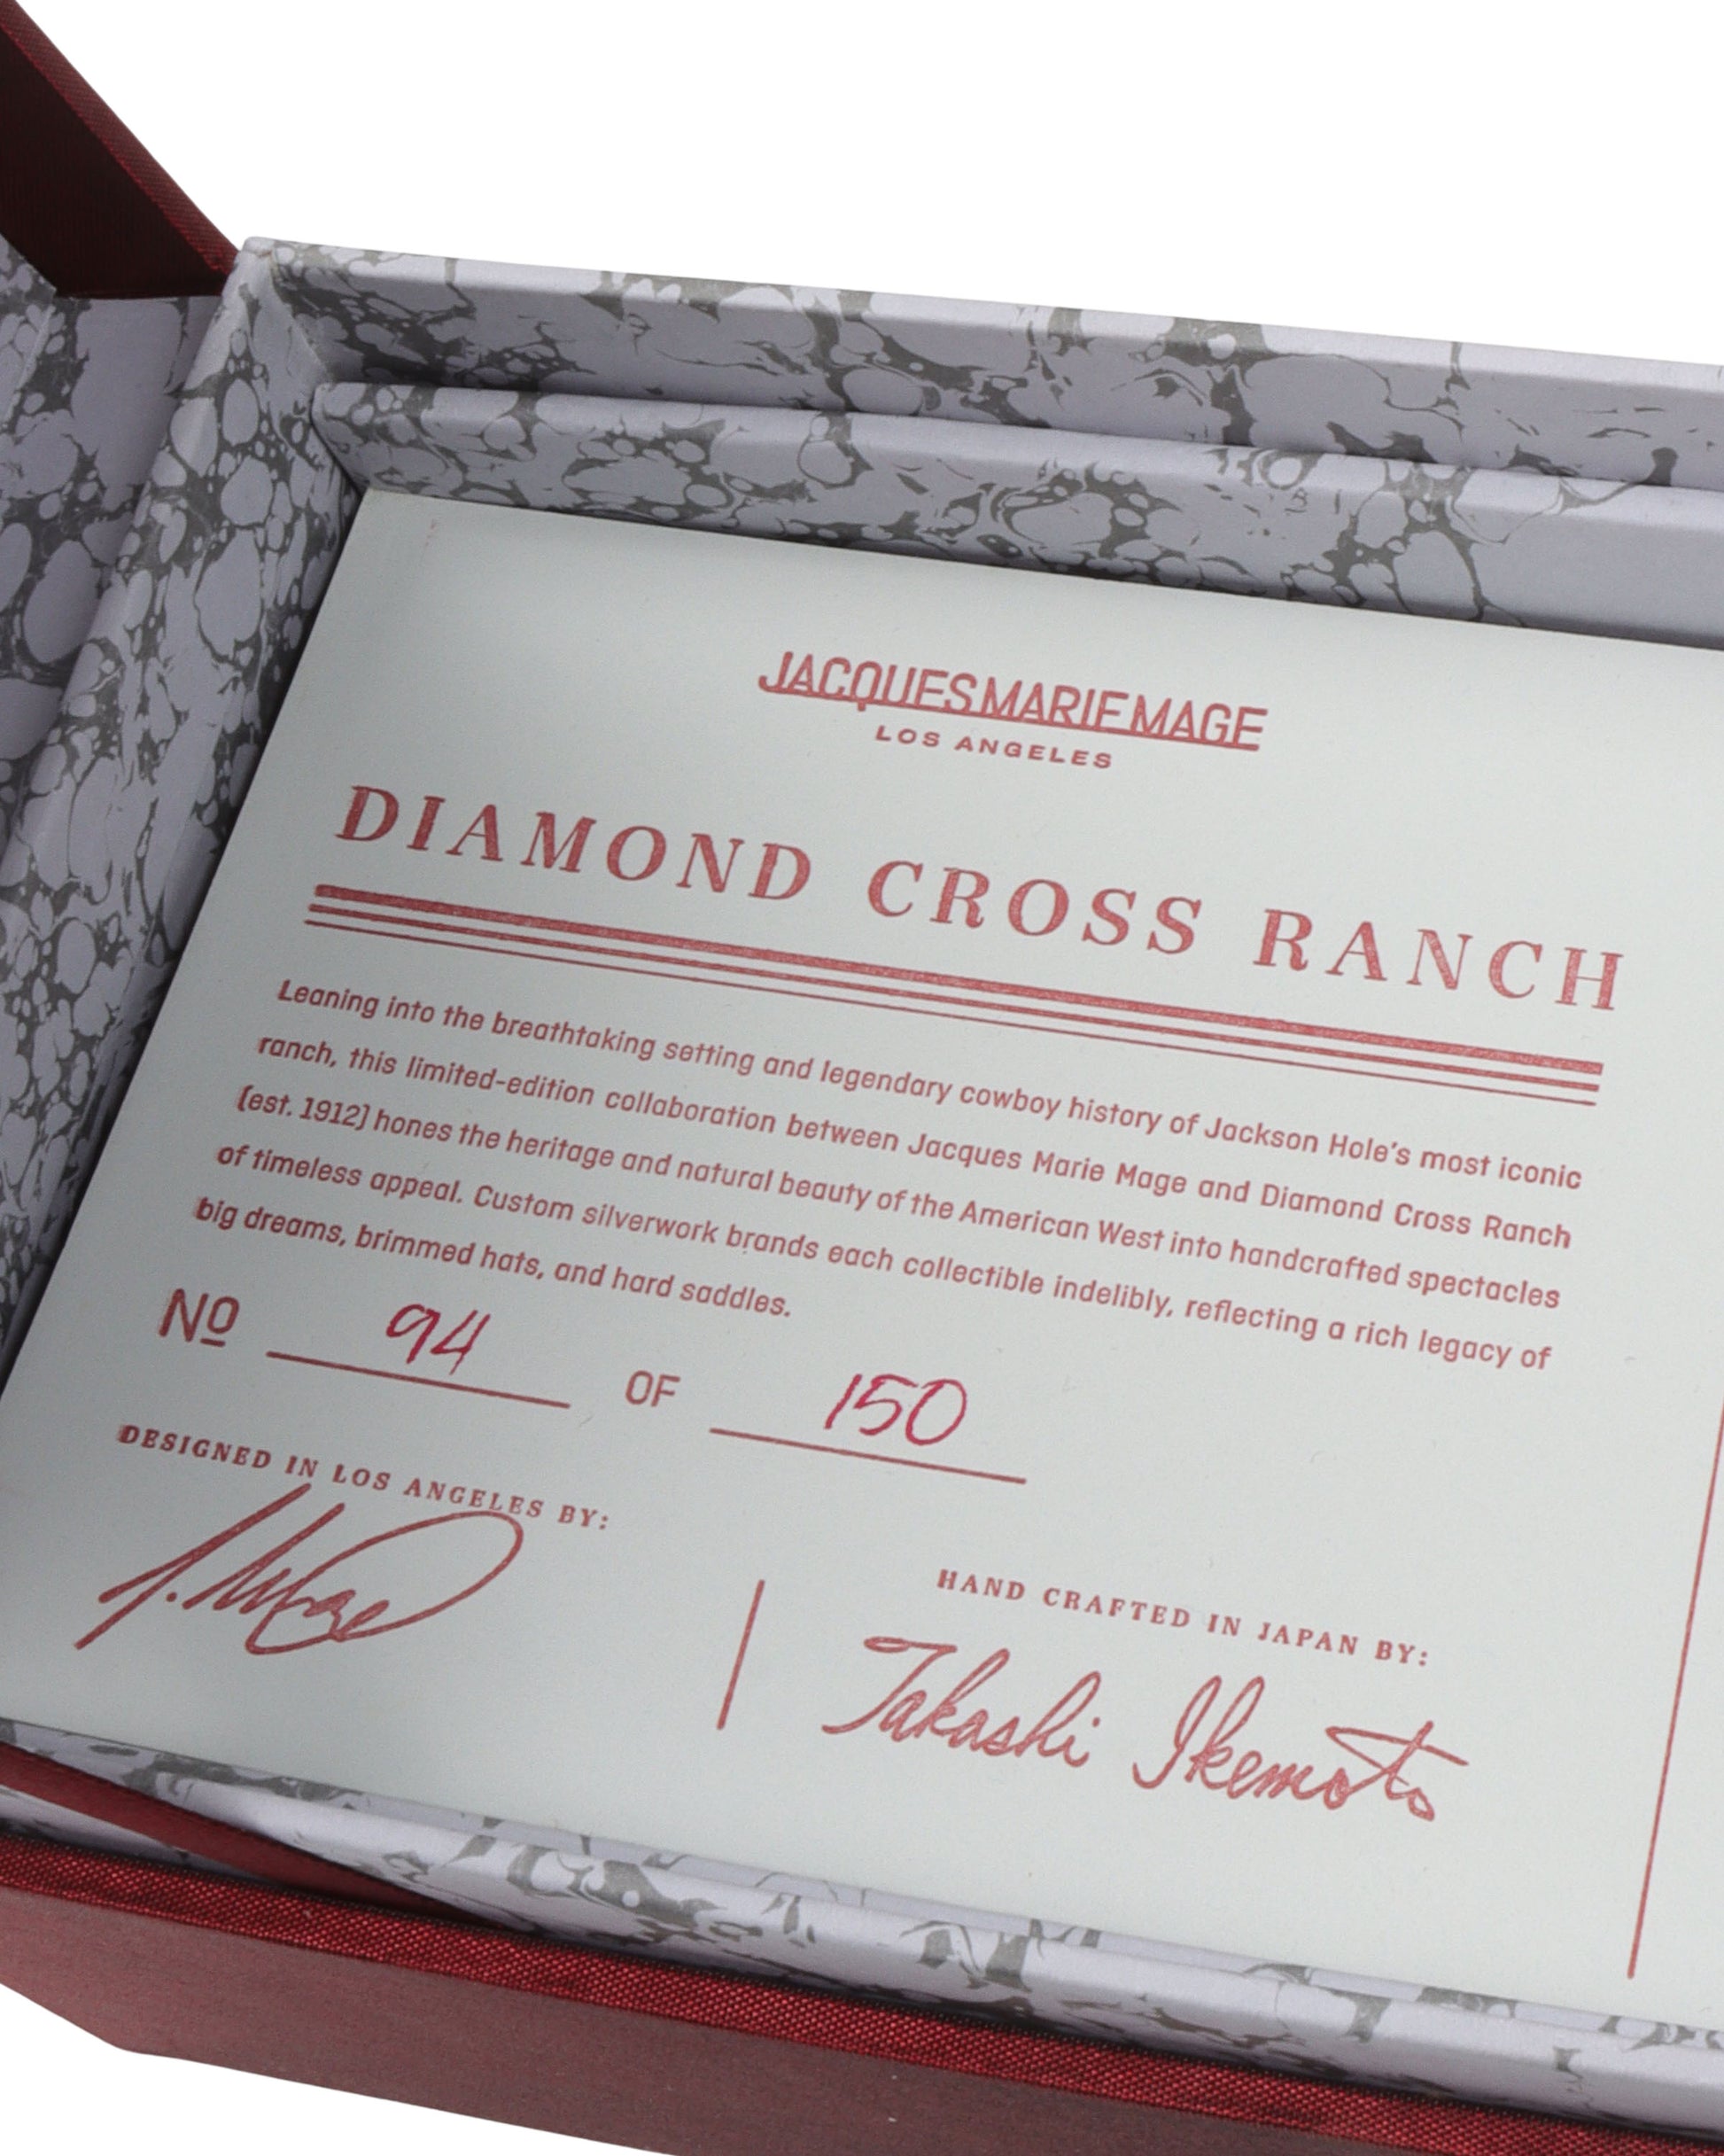 JACQUES MARIE MAGE
LOS ANGELES
DIAMOND CROSS RANCH
Leaning into the breathtaking setting and legendary cowboy history of Jackson Hole's most iconic
ranch, this limited-edition collaboration between Jacques Marie Mage and Diamond Cross Ranch
(est. 1912) hones the heritage and natural beauty of the American West into handcrafted spectacles
of timeless appeal. Custom silverwork brands each collectible indelibly, reflecting a rich legacy of
big dreams, brimmed hats, and hard saddles.
Nº 94 OF 150
DESIGNED IN LOS ANGELES BY:
J. Mage
HAND CRAFTED IN JAPAN BY:
Takashi Ikemoto